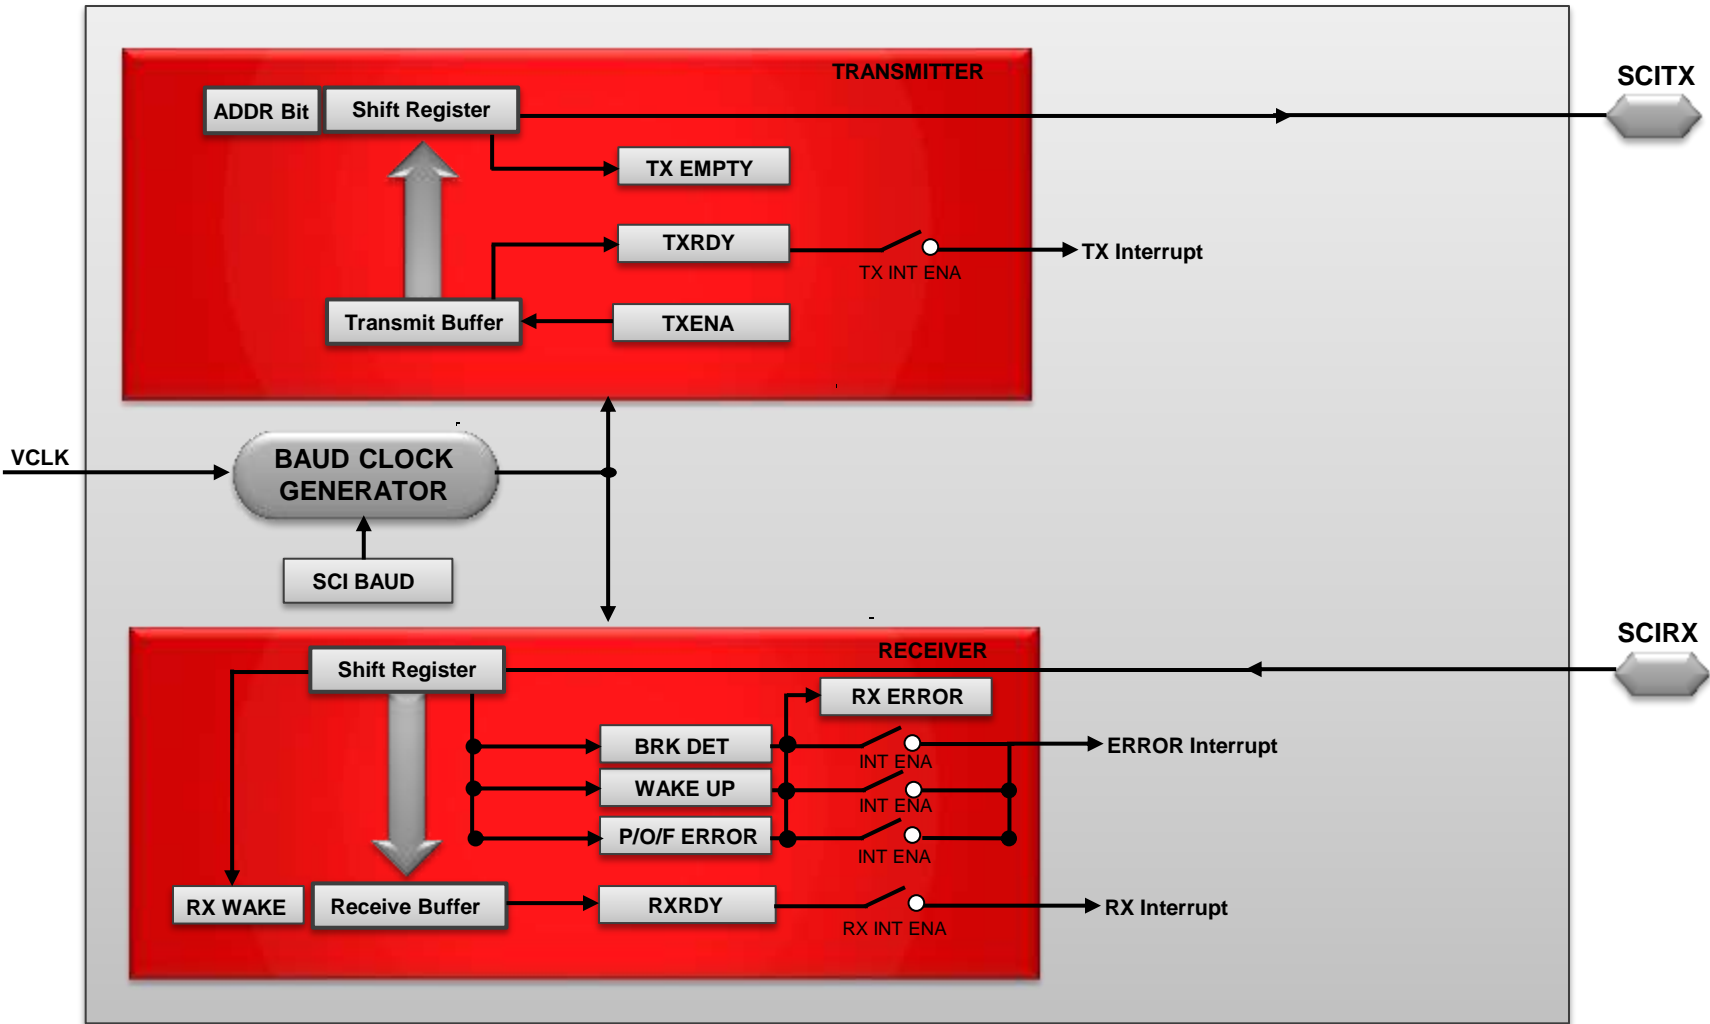 TRANSMITTER
SCITX
ADDR Bit
Shift Register
TX EMPTY
TXRDY
TX INT ENA
TX Interrupt
Transmit Buffer
TXENA
VCLK
BAUD CLOCK
GENERATOR
SCI BAUD
SCIRX
RECEIVER
Shift Register
RX ERROR
BRK DET
INT ENA
ERROR Interrupt
WAKE UP
INT ENA
P/O/F ERROR
INT ENA
RX WAKE
Receive Buffer
RXRDY
RX INT ENA
RX Interrupt